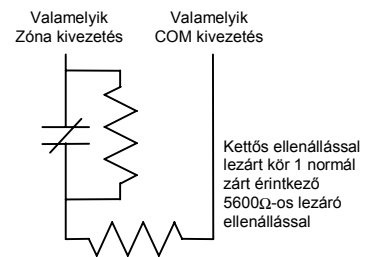 Valamelyik
Zóna kivezetés
Valamelyik
COM kivezetés
Kettős ellenállással
lezárt kör 1 normál
zárt érintkező
5600Ω-os lezáró
ellenállással